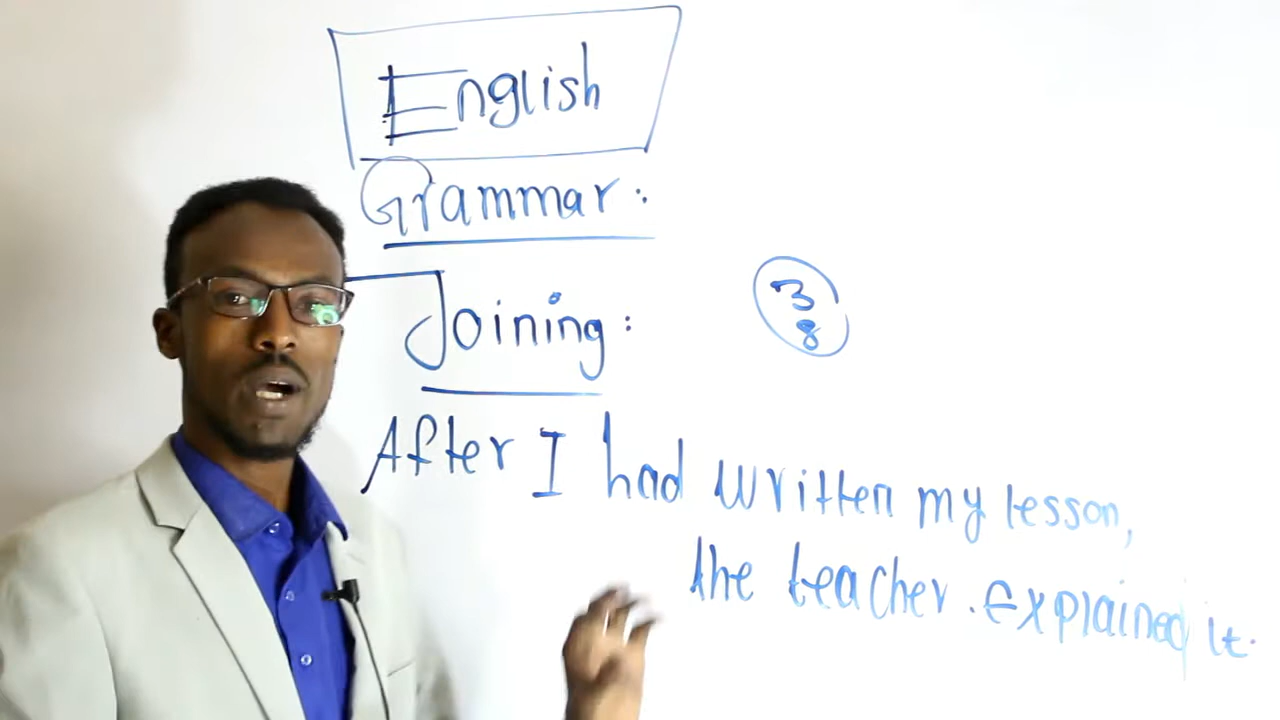 English
Grammar:
Joining:
3
8
After I had written my lesson,
the teacher. Explained it.